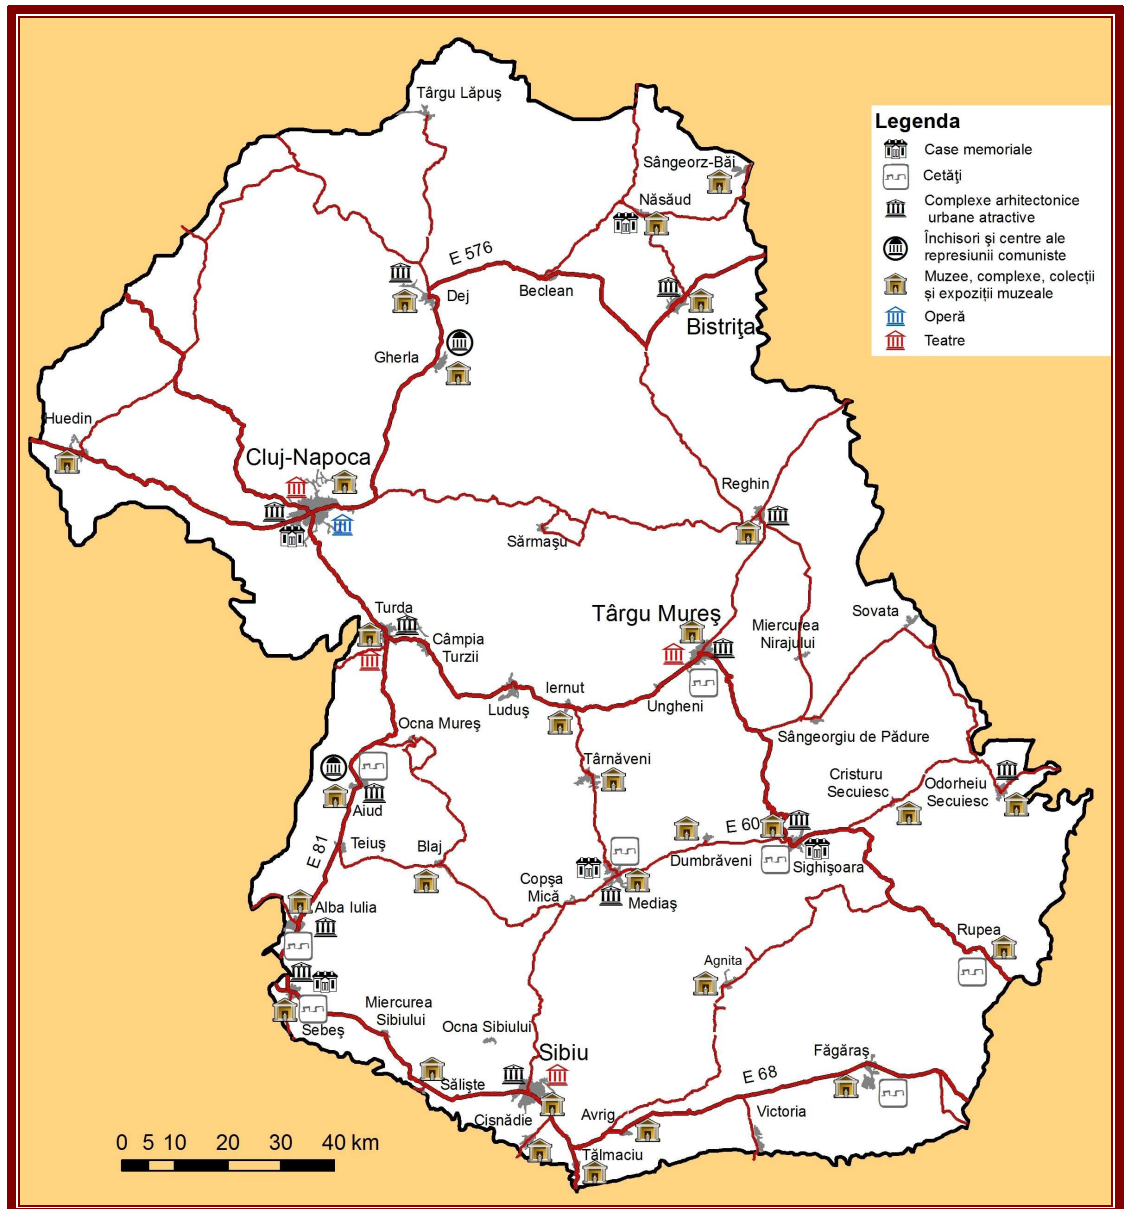 Târgu Lăpuş
Legenda
Case memoriale
Cetăţi
Complexe arhitectonice
urbane atractive
Închisori şi centre ale
represiunii comuniste
Muzee, complexe, colecții
și expoziții muzeale
Operă
Teatre
Sângeorz-Băi
Năsăud
E 576
Beclean
Dej
Bistriţa
Gherla
Huedin
Cluj-Napoca
Reghin
Sărmaşu
Turda
Câmpia
Turzii
Târgu Mureş
Miercurea
Nirajului
Sovata
Iernut
Luduş
Ungheni
Ocna Mureş
Sângeorgiu de Pădure
Târnăveni
Cristuru
Secuiesc
Odorheiu
Secuiesc
Aiud
E 60
E 81
Teiuş
Blaj
Dumbrăveni
Sighişoara
Copşa
Mică
Mediaş
Alba Iulia
Rupea
Agnita
Miercurea
Sibiului
Sebeş
Ocna Sibiului
Sibiu
Făgăraş
E 68
Sălişte
Cisnădie
Avrig
Victoria
Tălmaciu
0 5 10 20 30 40 km